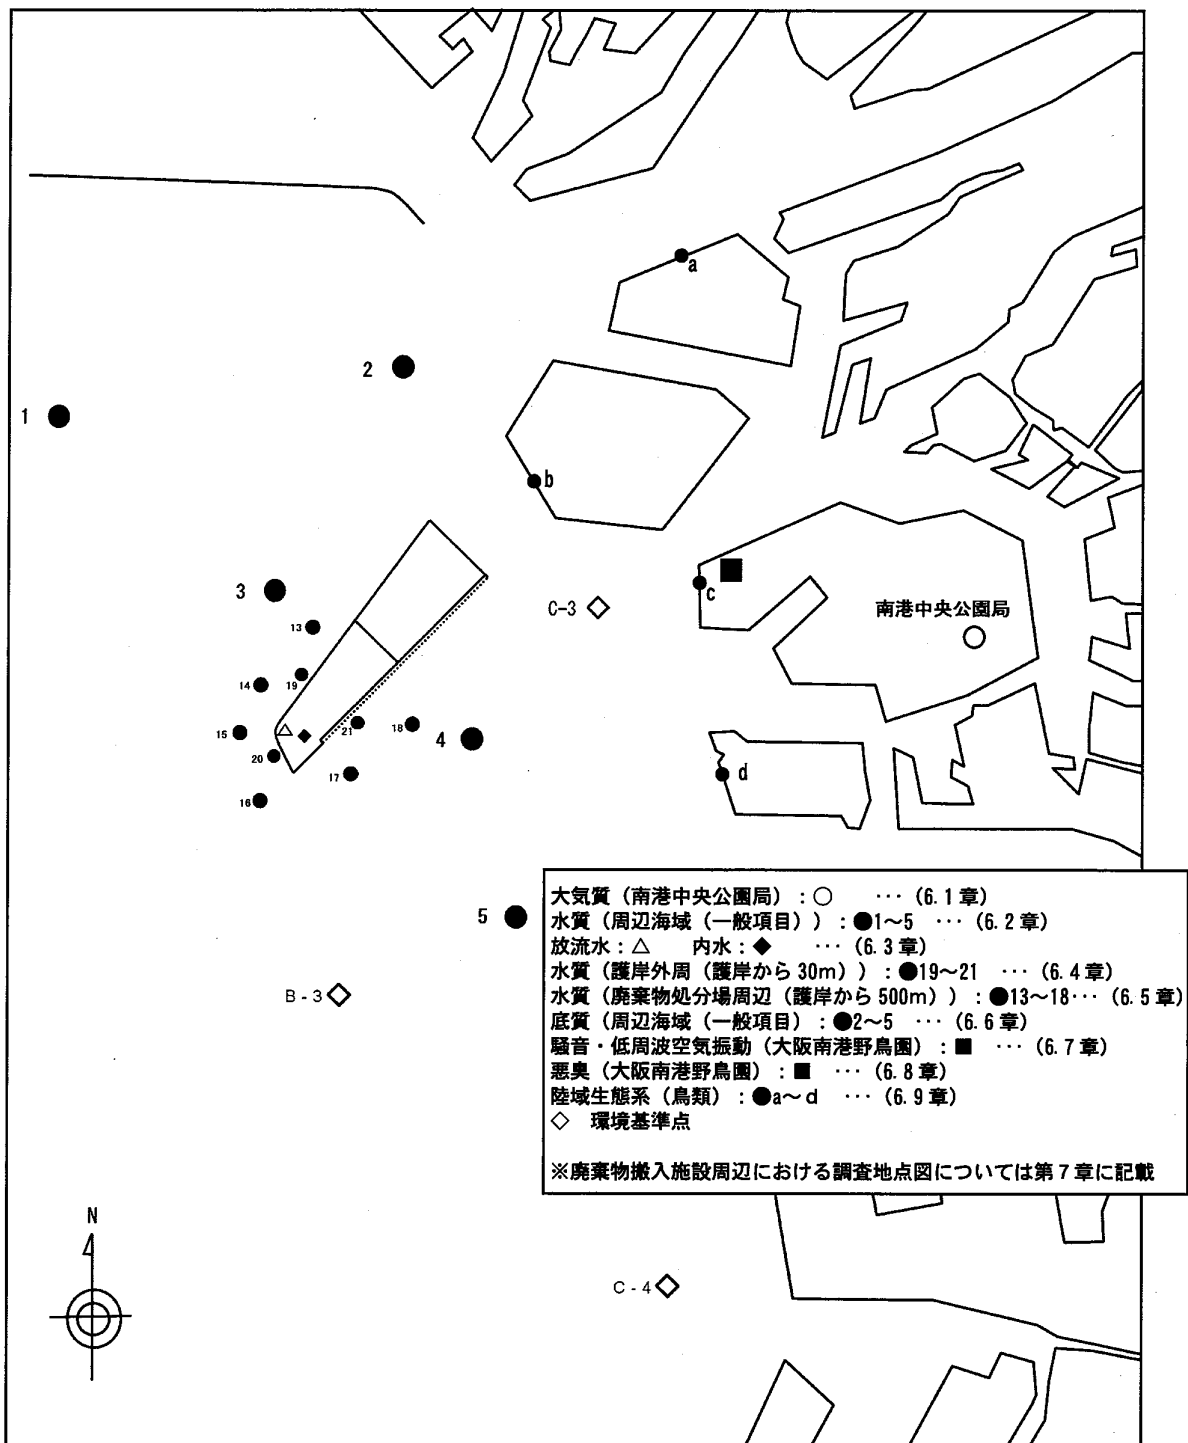 a
2
1
b
3
C-3
c
南港中央公園局
13
19
14
15
21
18
4
20
17
d
16
大気質（南港中央公園局）：○　　…（6.1章）
5
水質（周辺海域（一般項目））：●1～5　…（6.2章）
放流水：△　　内水：◆　　…（6.3章）
水質（護岸外周（護岸から30m））：●19～21　…（6.4章）
B-3
水質（廃棄物処分場周辺（護岸から500m））：●13～18…（6.5章）
底質（周辺海域（一般項目）：●2～5　…（6.6章）
騒音・低周波空気振動（大阪南港野鳥園）：■　…（6.7章）
悪臭（大阪南港野鳥園）：■　…（6.8章）
陸域生態系（鳥類）：●a～d　…（6.9章）
◇　環境基準点
※廃棄物搬入施設周辺における調査地点図については第7章に記載
N
C-4